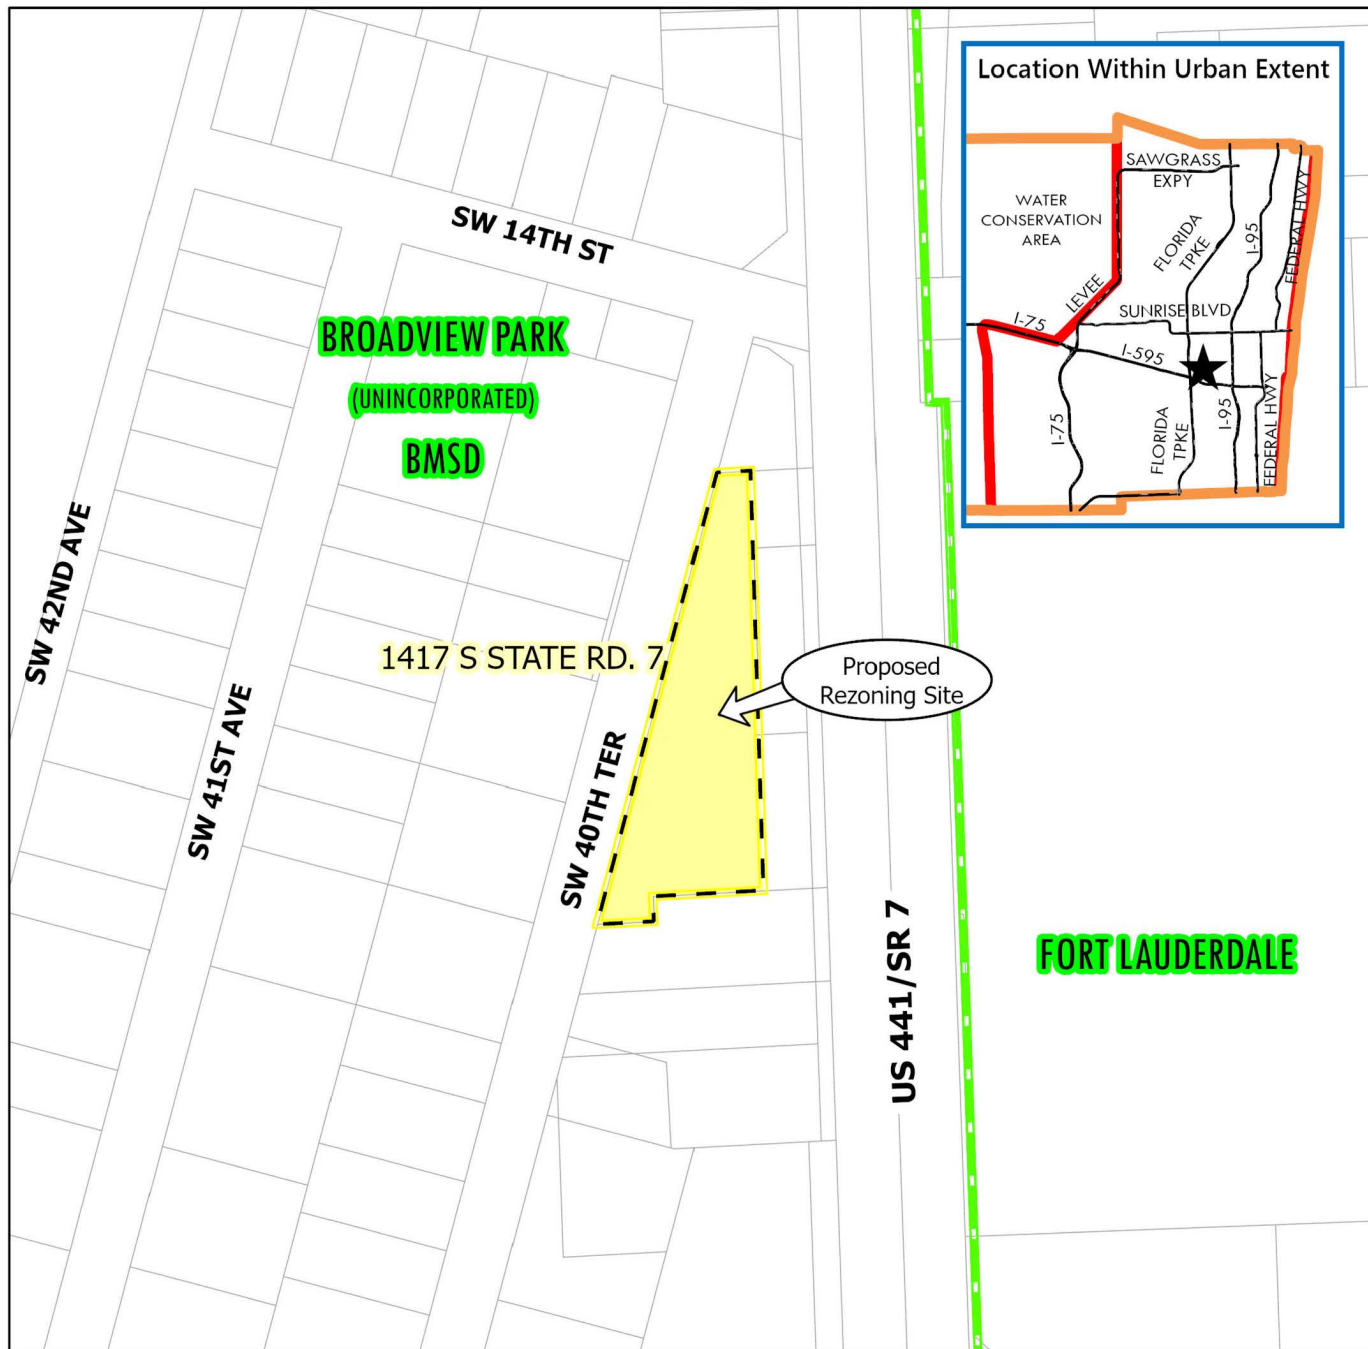 Location Within Urban Extent
SAWGRASS
EXPY
WATER
CONSERVATION
AREA
FLORIDA
TPKE
I-95
FEDERAL HWY
LEVEE
I-75
SUNRISE BLVD
I-595
I-75
FLORIDA
TPKE
I-95
FEDERAL HWY
SW 14TH ST
BROADVIEW PARK
(UNINCORPORATED)
BMSD
SW 42ND AVE
1417 S STATE RD. 7
Proposed
Rezoning Site
SW 41ST AVE
SW 40TH TER
US 441/SR 7
FORT LAUDERDALE